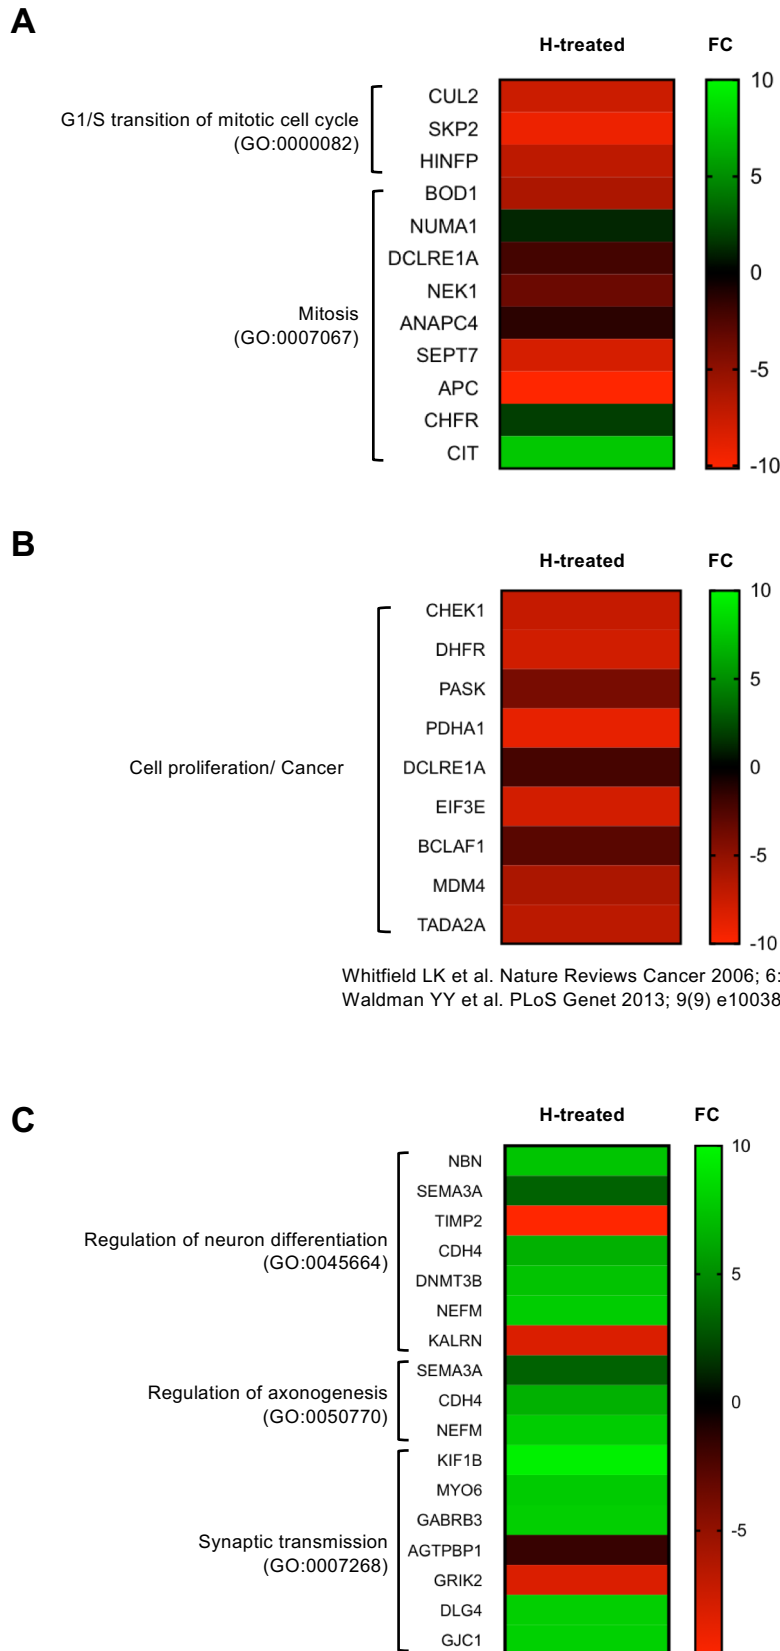 A
H-treated
FC
G1/S transition of mitotic cell cycle
(GO:0000082)
Mitosis
(GO:0007067)
CUL2
SKP2
HINFP
BOD1
NUMA1
DCLRE1A
NEK1
ANAPC4
SEPT7
APC
CHFR
CIT
10
5
0
-5
-10
B
H-treated
FC
Cell proliferation/ Cancer
CHEK1
DHFR
PASK
PDHA1
DCLRE1A
EIF3E
BCLAF1
MDM4
TADA2A
10
5
0
-5
-10
Whitfield LK et al. Nature Reviews Cancer 2006; 6:
Waldman YY et al. PLoS Genet 2013; 9(9) e10038
C
H-treated
FC
Regulation of neuron differentiation
(GO:0045664)
Regulation of axonogenesis
(GO:0050770)
Synaptic transmission
(GO:0007268)
NBN
SEMA3A
TIMP2
CDH4
DNMT3B
NEFM
KALRN
SEMA3A
CDH4
NEFM
KIF1B
MYO6
GABRB3
AGTPBP1
GRIK2
DLG4
GJC1
10
5
0
-5